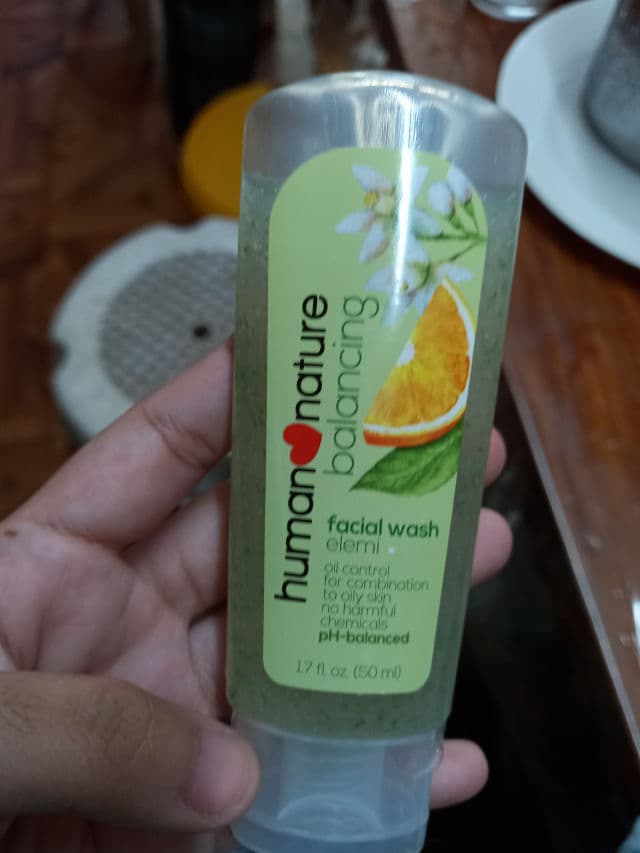 human nature
balancing
facial wash
elemi
oil control
for combination
to oily skin
no harmful
chemicals
pH-balanced
1.7 fl. oz. (50 ml)